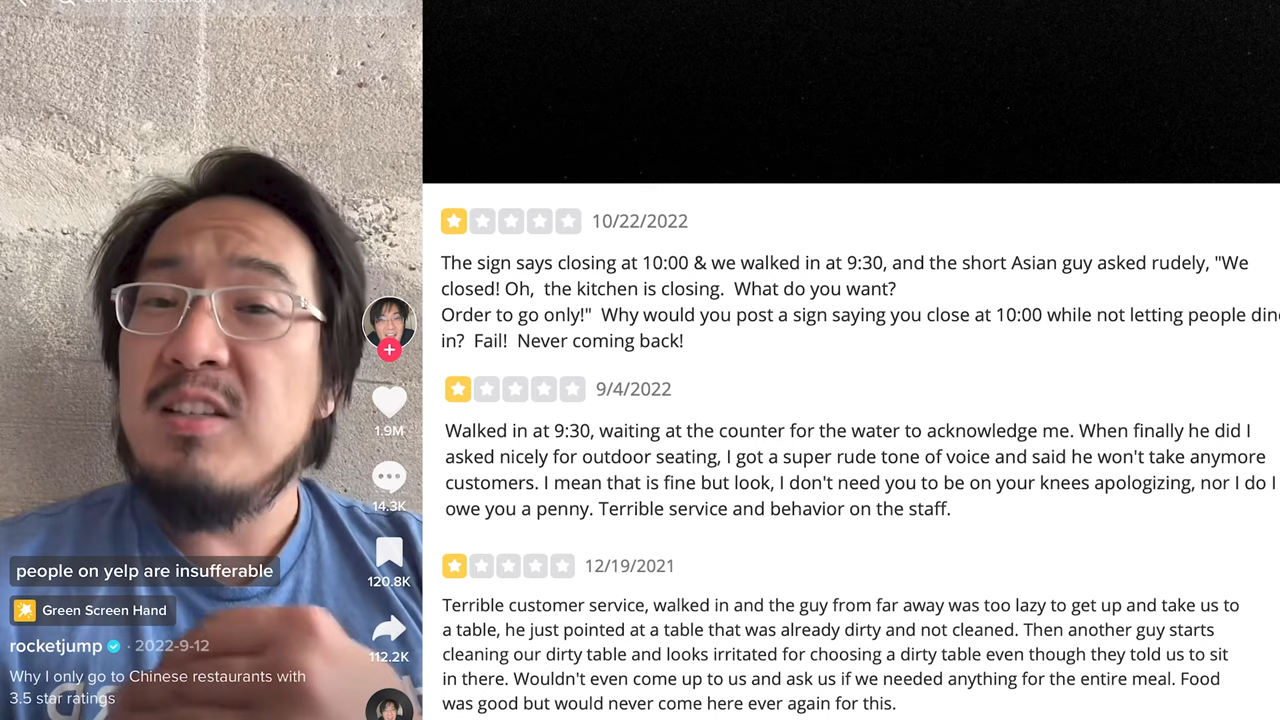 people on yelp are insufferable
Green Screen Hand
rocketjump · 2022-9-12
Why I only go to Chinese restaurants with
3.5 star ratings
1.9M
14.3K
120.8K
112.2K
10/22/2022
The sign says closing at 10:00 & we walked in at 9:30, and the short Asian guy asked rudely, "We
closed! Oh,  the kitchen is closing.  What do you want?
Order to go only!"  Why would you post a sign saying you close at 10:00 while not letting people
in?  Fail!  Never coming back!
9/4/2022
Walked in at 9:30, waiting at the counter for the water to acknowledge me. When finally he did I
asked nicely for outdoor seating, I got a super rude tone of voice and said he won't take anymore
customers. I mean that is fine but look, I don't need you to be on your knees apologizing, nor I do I
owe you a penny. Terrible service and behavior on the staff.
12/19/2021
Terrible customer service, walked in and the guy from far away was too lazy to get up and take us to
a table, he just pointed at a table that was already dirty and not cleaned. Then another guy starts
cleaning our dirty table and looks irritated for choosing a dirty table even though they told us to sit
in there. Wouldn't even come up to us and ask us if we needed anything for the entire meal. Food
was good but would never come here ever again for this.